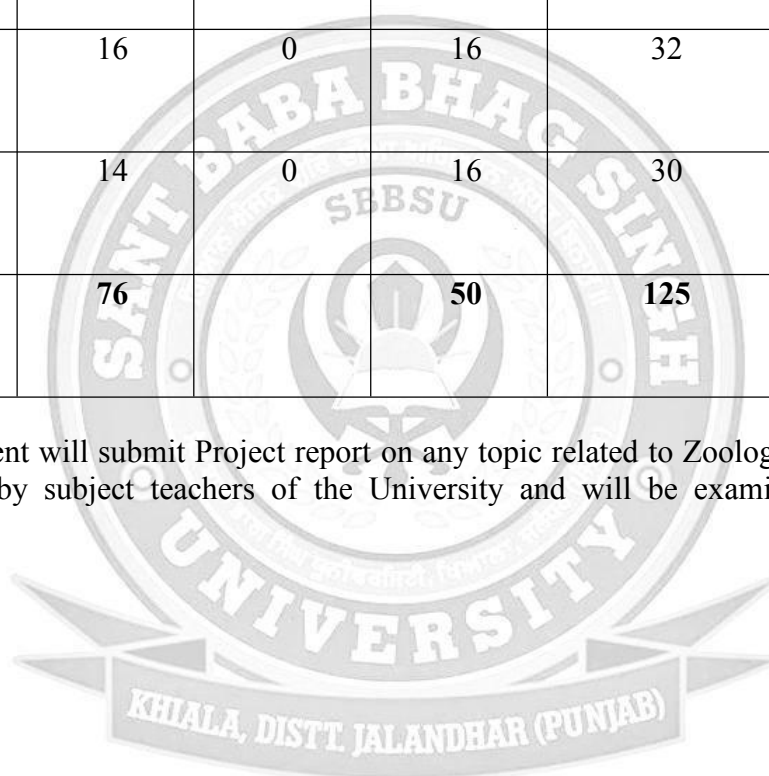 16 0 16 32
14 0 16 30
76 50 125
ent will submit Project report on any topic related to Zoolog
by subject teachers of the University and will be exami
SANT BABA BHAG SINGH
SBBSU
UNIVERSITY
KHIALA, DISTT. JALANDHAR (PUNJAB)